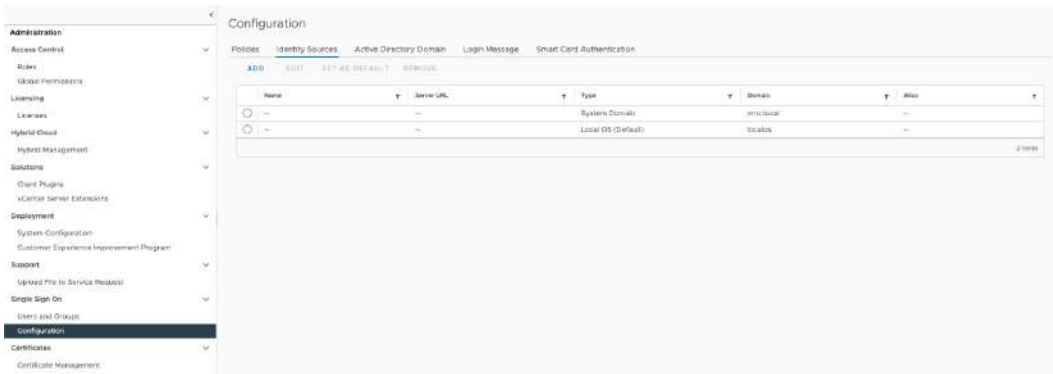 Administration
Access Control
Roles
Global Permissions
Licensing
Licenses
Hybrid Cloud
Hybrid Management
Solutions
Client Plugins
vCenter Server Extensions
Deployment
System Configuration
Customer Experience Improvement Program
Support
Upload File to Service Request
Single Sign On
Users and Groups
Configuration
Certificates
Certificate Management
Configuration
Policies Identity Sources Active Directory Domain Login Message Smart Card Authentication
ADD EDIT SET AS DEFAULT REMOVE
Name Server URL Type Domain Alias
-- -- System Domain vmc.local --
-- -- Local OS (Default) localos --
2 items